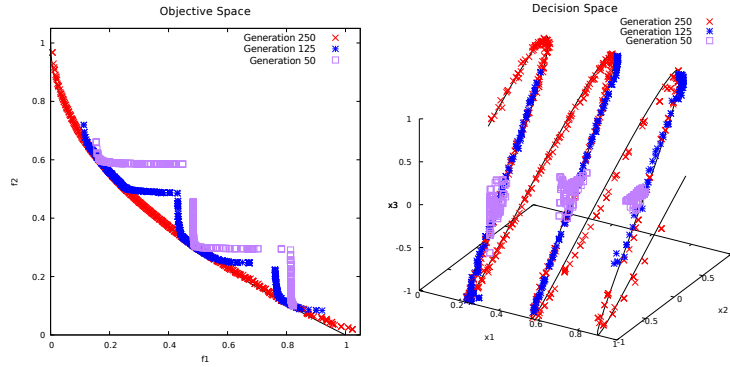 Objective Space
Generation 250
Generation 125
Generation 50
1
0.8
0.6
0.4
0.2
0
f2
0 0.2 0.4 0.6 0.8 1
f1
Decision Space
Generation 250
Generation 125
Generation 50
1
0.5
0
-0.5
-1
x3
0 0.2 0.4 0.6 0.8 1
x1
-1 -0.5 0 0.5
x2